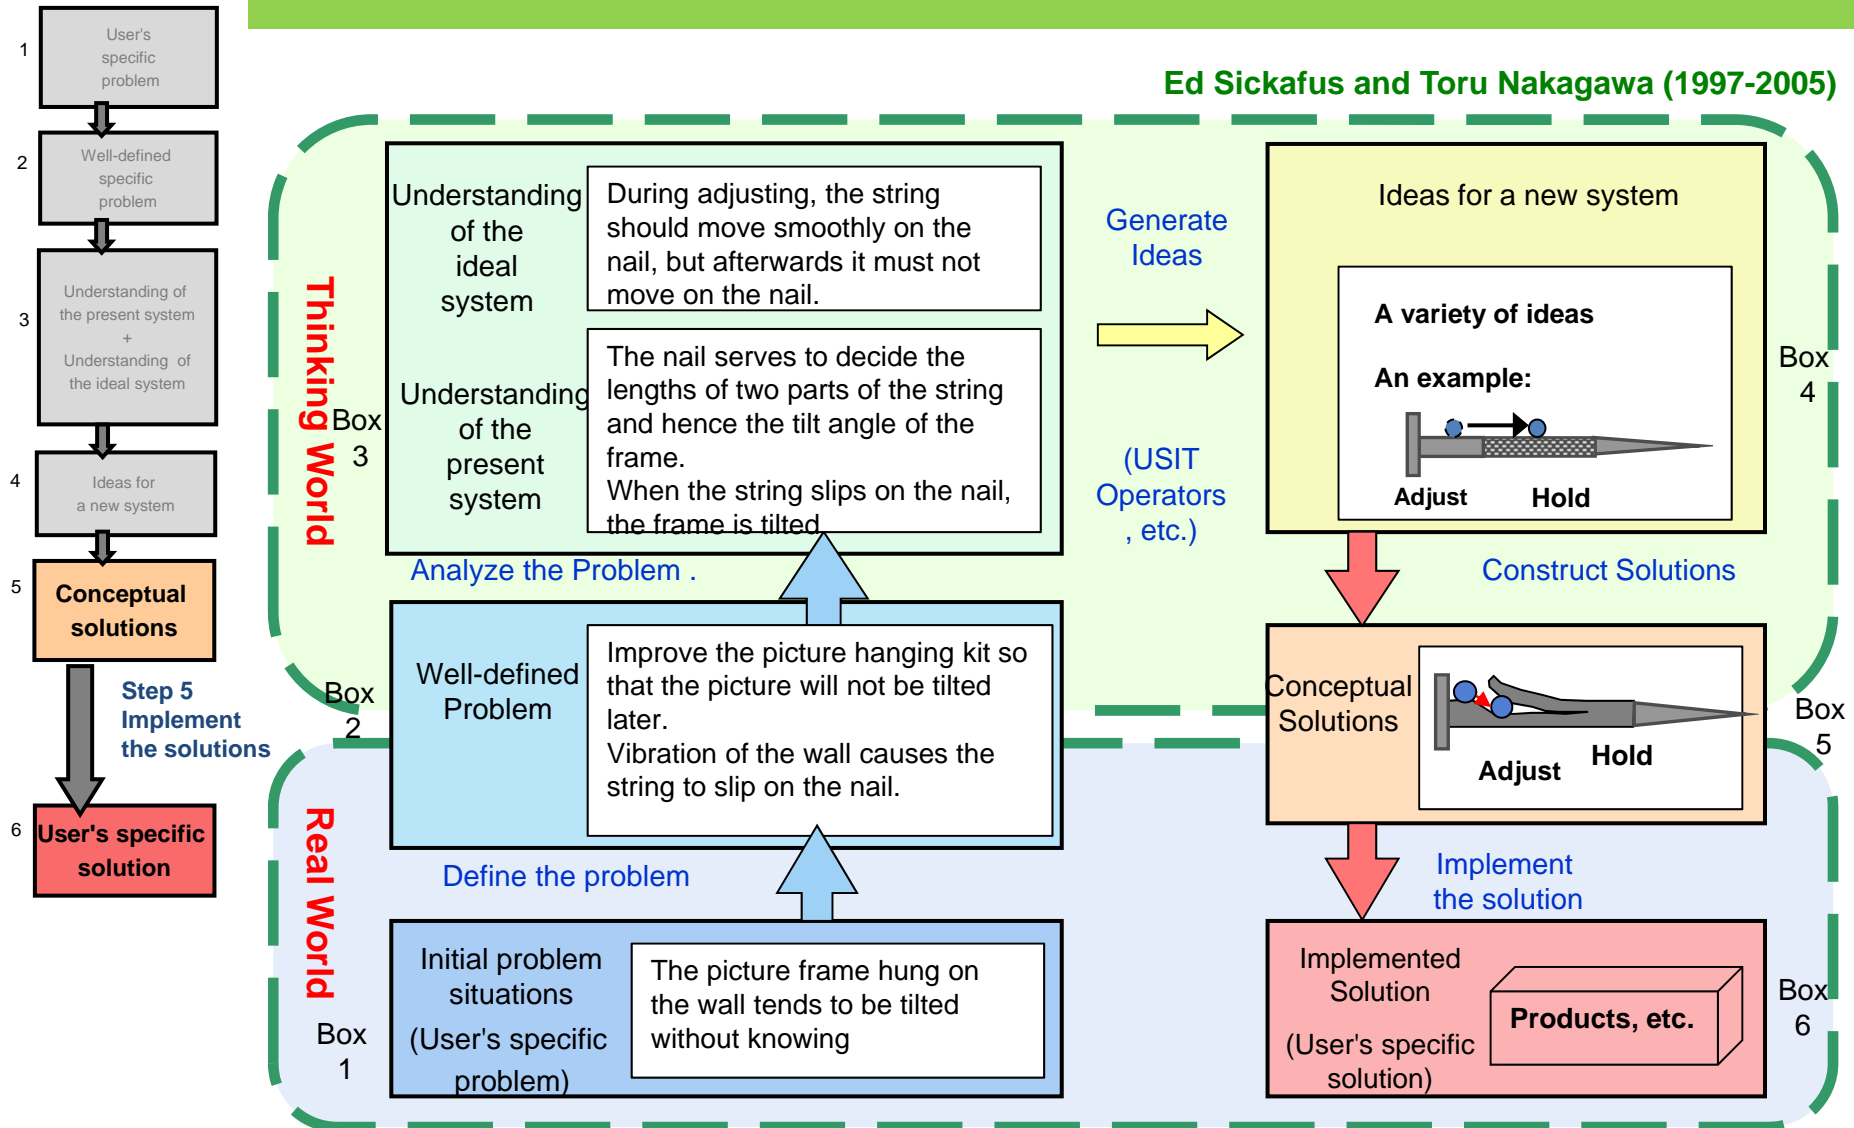 1
User's
specific
problem
2
Well-defined
specific
problem
3
Understanding of
the present system
+
Understanding of
the ideal system
4
Ideas for
a new system
5
Conceptual
solutions
Step 5
Implement
the solutions
6
User's specific
solution
Ed Sickafus and Toru Nakagawa (1997-2005)
Thinking World
Box
3
Understanding
of the
ideal
system
During adjusting, the string
should move smoothly on the
nail, but afterwards it must not
move on the nail.
Understanding
of the
present
system
The nail serves to decide the
lengths of two parts of the string
and hence the tilt angle of the
frame.
When the string slips on the nail,
the frame is tilted.
Generate
Ideas
(USIT
Operators
, etc.)
Ideas for a new system
A variety of ideas
An example:
Adjust
Hold
Box
4
Analyze the Problem .
Construct Solutions
Box
2
Well-defined
Problem
Improve the picture hanging kit so
that the picture will not be tilted
later.
Vibration of the wall causes the
string to slip on the nail.
Conceptual
Solutions
Adjust
Hold
Box
5
Real World
Define the problem
Implement
the solution
Box
1
Initial problem
situations
(User's specific
problem)
The picture frame hung on
the wall tends to be tilted
without knowing
Implemented
Solution
(User's specific
solution)
Products, etc.
Box
6